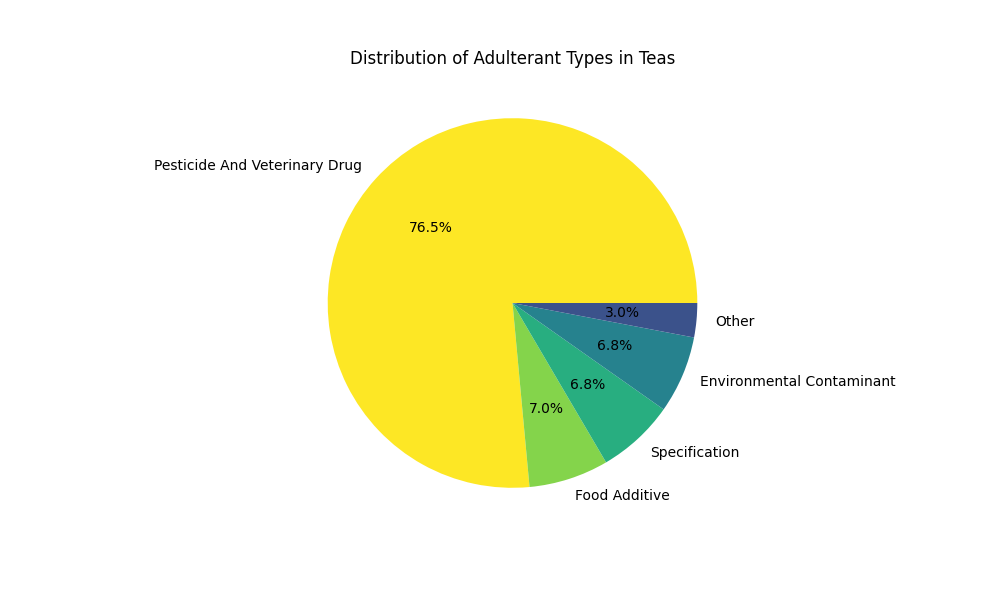 Distribution of Adulterant Types in Teas
Pesticide And Veterinary Drug
76.5%
3.0%
Other
6.8%
Environmental Contaminant
6.8%
Specification
7.0%
Food Additive